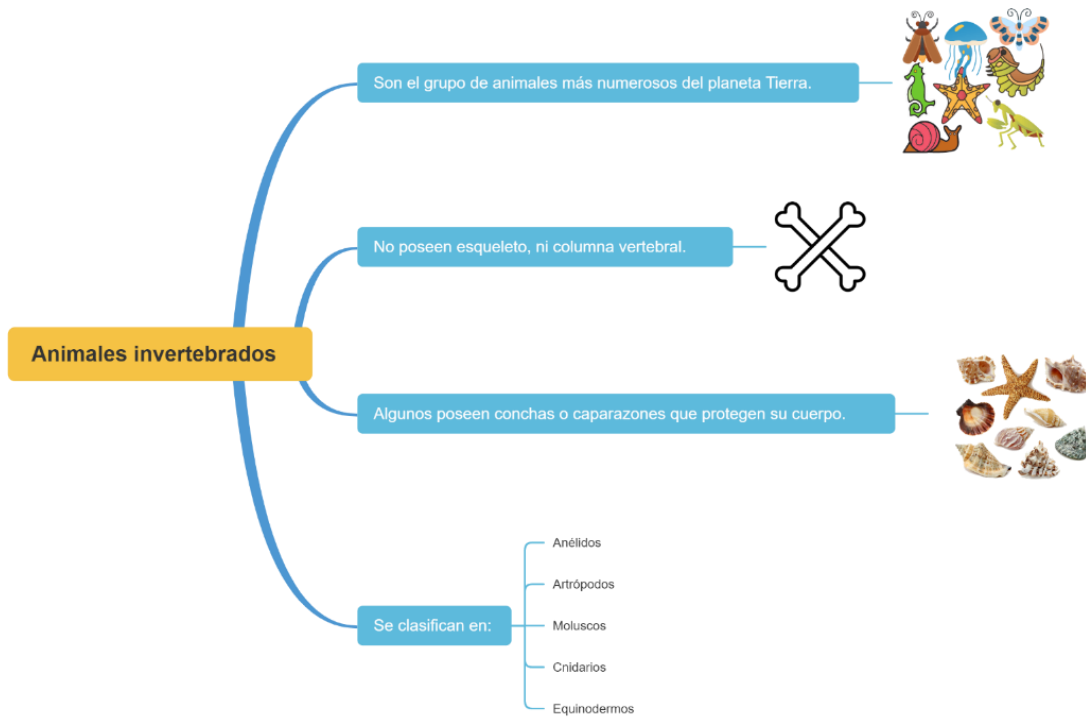 Son el grupo de animales más numerosos del planeta Tierra.
No poseen esqueleto, ni columna vertebral.
Animales invertebrados
Algunos poseen conchas o caparazones que protegen su cuerpo.
Se clasifican en:
Anélidos
Artrópodos
Moluscos
Cnidarios
Equinodermos